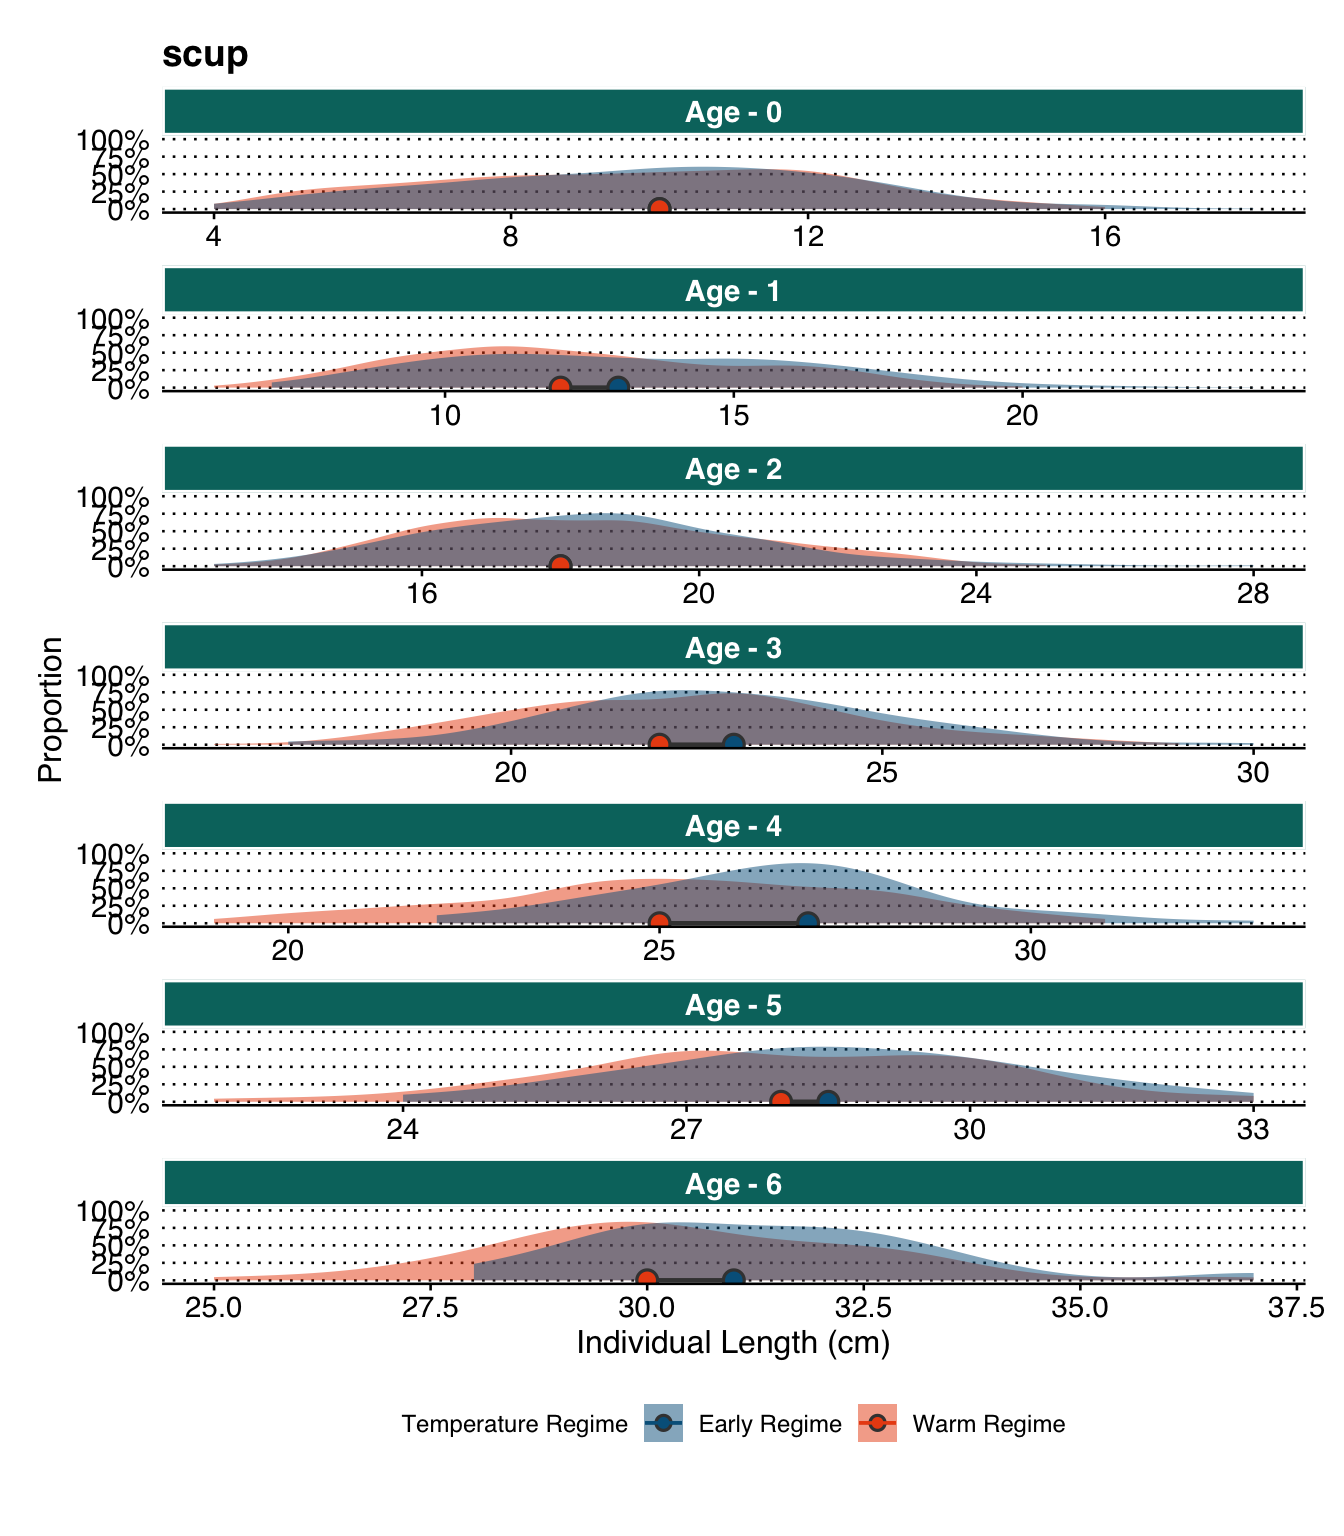 scup
Age - 0
100%
75%
50%
25%
0%
4 8 12 16
Age - 1
100%
75%
50%
25%
0%
10 15 20
Age - 2
100%
75%
50%
25%
0%
16 20 24 28
Age - 3
100%
75%
50%
25%
0%
20 25 30
Proportion
Age - 4
100%
75%
50%
25%
0%
20 25 30
Age - 5
100%
75%
50%
25%
0%
24 27 30 33
Age - 6
100%
75%
50%
25%
0%
25.0 27.5 30.0 32.5 35.0 37.5
Individual Length (cm)
Temperature Regime Early Regime Warm Regime